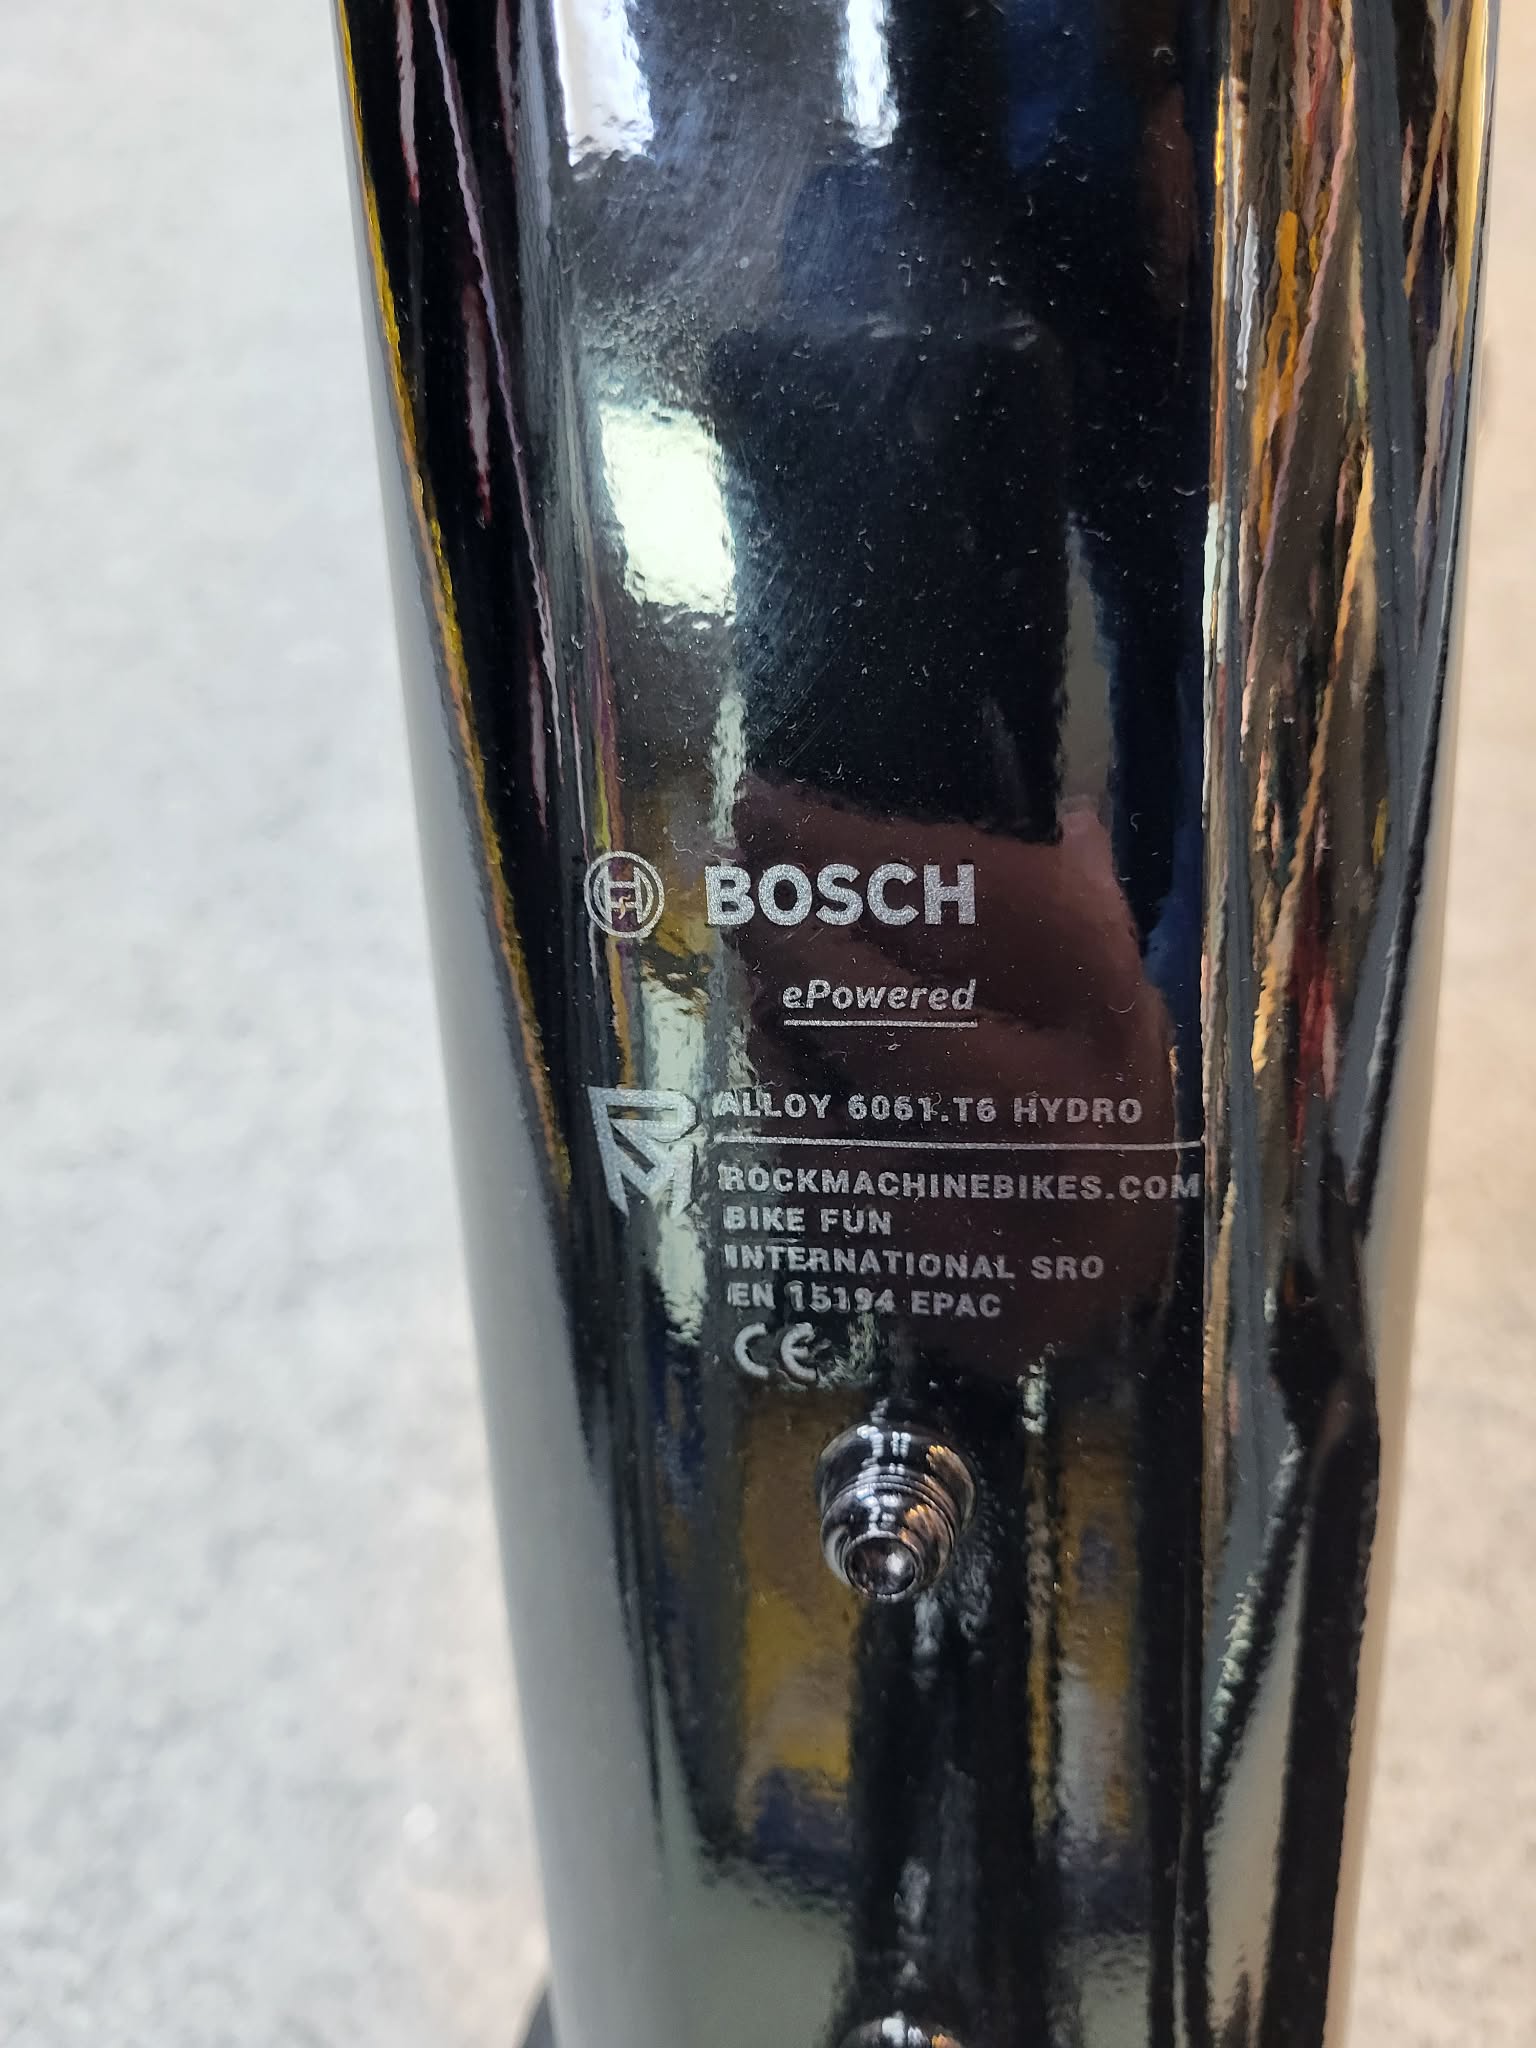 BOSCH
ePowered
ALLOY 6061.T6 HYDRO
ROCKMACHINEBIKES.COM
BIKE FUN
INTERNATIONAL SRO
EN 15194 EPAC
CE